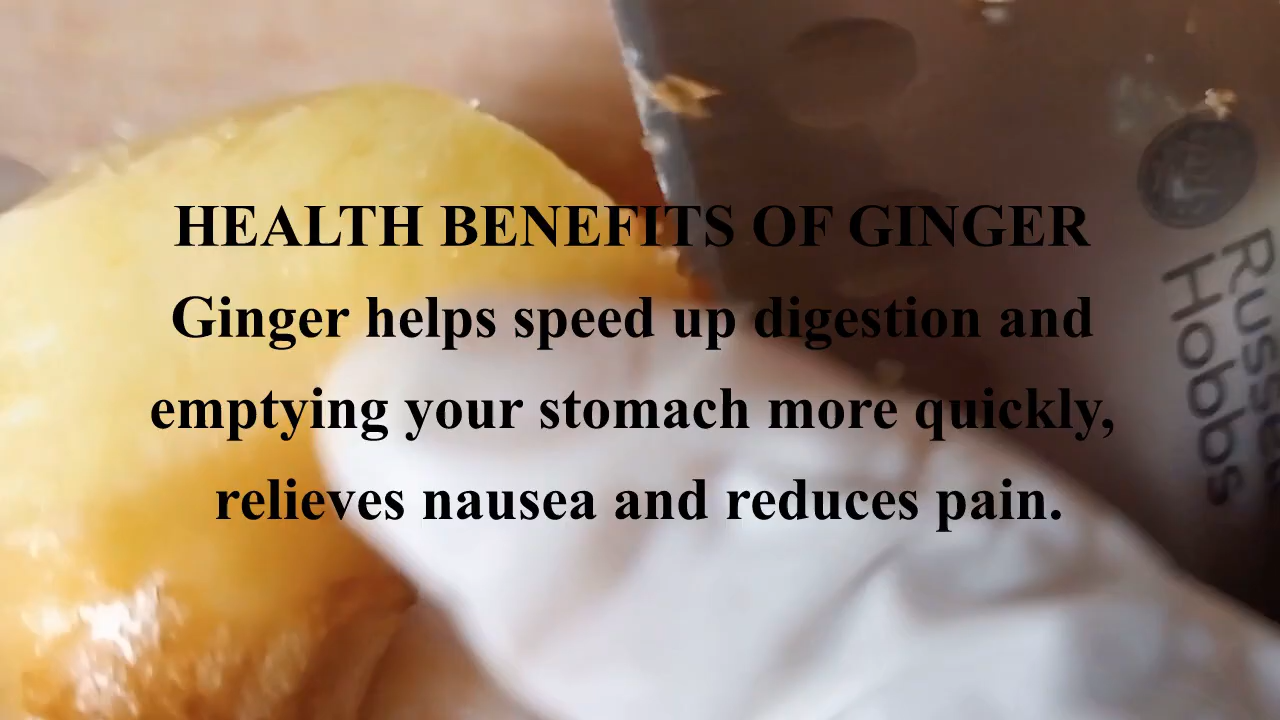 HEALTH BENEFITS OF GINGER
Ginger helps speed up digestion and
emptying your stomach more quickly,
relieves nausea and reduces pain.
Russell
Hobbs